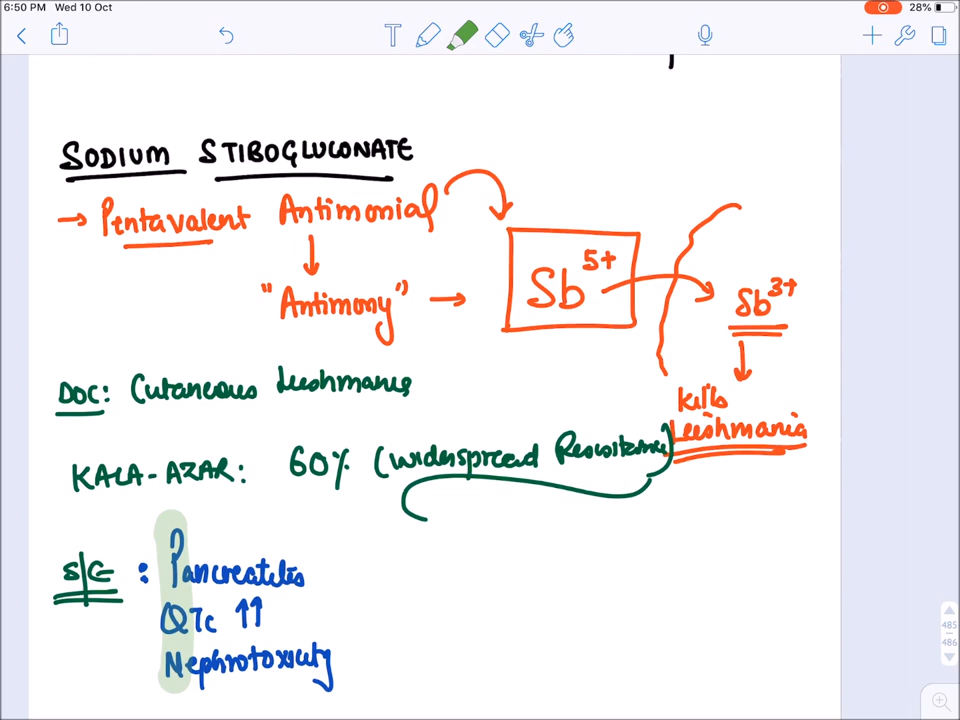 6:50 PM Wed 10 Oct
28%
SODIUM STIBOGLUCONATE
→ Pentavalent Antimonial
"Antimony" →
Sb5+
Sb3+
Kills
Leishmania
DOC: Cutaneous Leishmania
KALA-AZAR: 60% (widespread Resistance)
S/E : Pancreatitis
QTc ↑↑
Nephrotoxicity
485
486